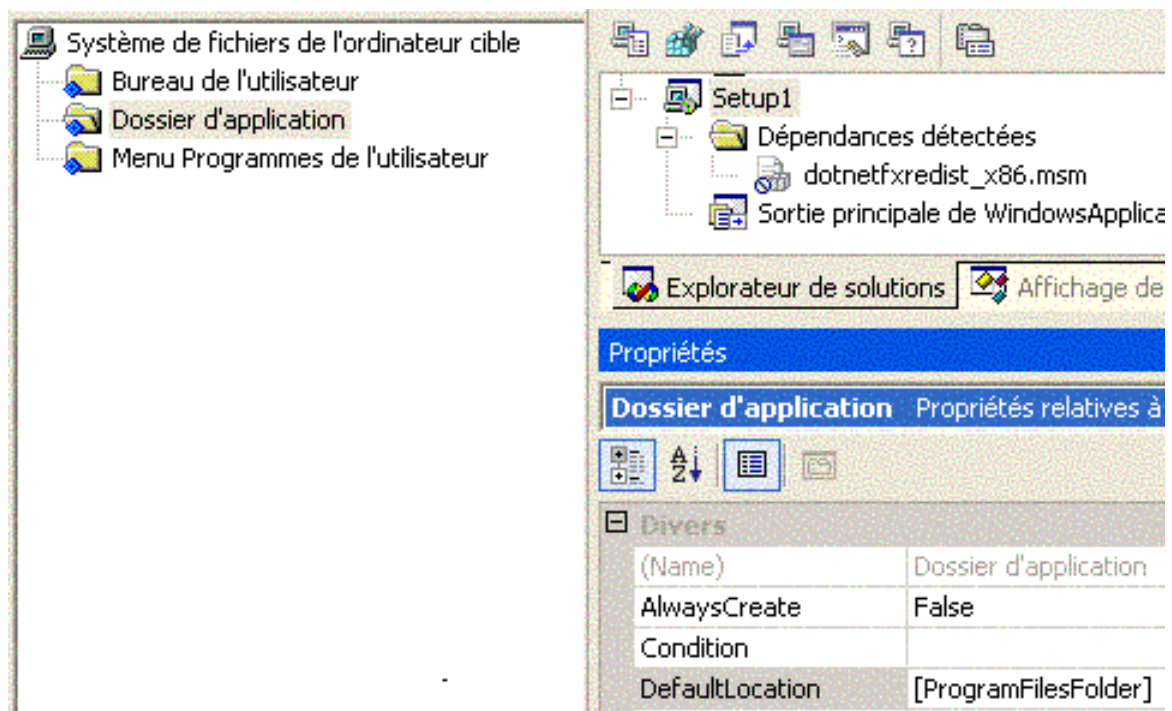 Système de fichiers de l'ordinateur cible
Bureau de l'utilisateur
Dossier d'application
Menu Programmes de l'utilisateur
Setup1
Dépendances détectées
dotnetfxredist_x86.msm
Sortie principale de WindowsApplica
Explorateur de solutions Affichage de
Propriétés
Dossier d'application Propriétés relatives à
Divers
(Name) Dossier d'application
AlwaysCreate False
Condition
DefaultLocation [ProgramFilesFolder]